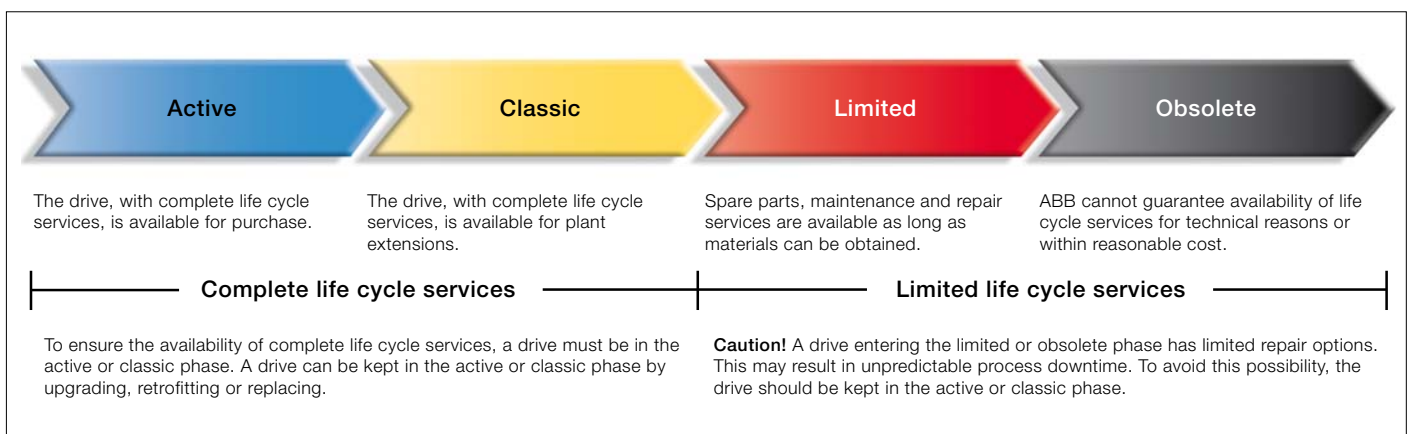 Active
Classic
Limited
Obsolete
The drive, with complete life cycle
services, is available for purchase.
The drive, with complete life cycle
services, is available for plant
extensions.
Spare parts, maintenance and repair
services are available as long as
materials can be obtained.
ABB cannot guarantee availability of life
cycle services for technical reasons or
within reasonable cost.
Complete life cycle services
Limited life cycle services
To ensure the availability of complete life cycle services, a drive must be in the
active or classic phase. A drive can be kept in the active or classic phase by
upgrading, retrofitting or replacing.
Caution! A drive entering the limited or obsolete phase has limited repair options.
This may result in unpredictable process downtime. To avoid this possibility, the
drive should be kept in the active or classic phase.